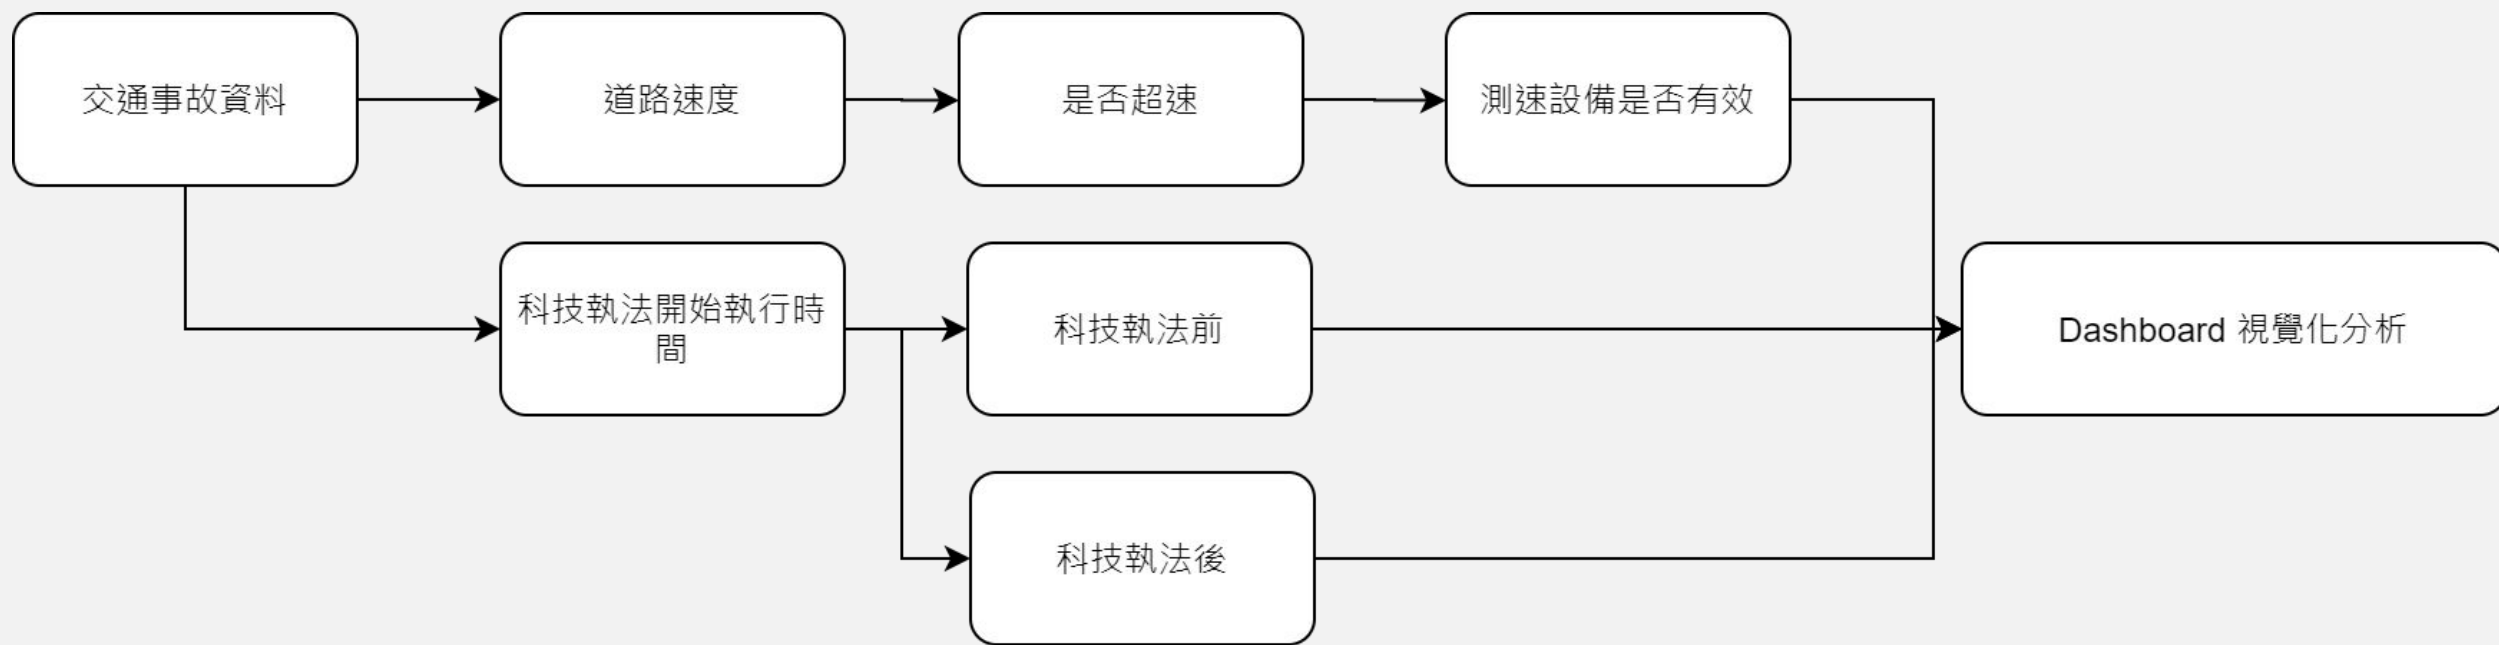 交通事故資料
道路速度
是否超速
測速設備是否有效
科技執法開始執行時
間
科技執法前
Dashboard 視覺化分析
科技執法後